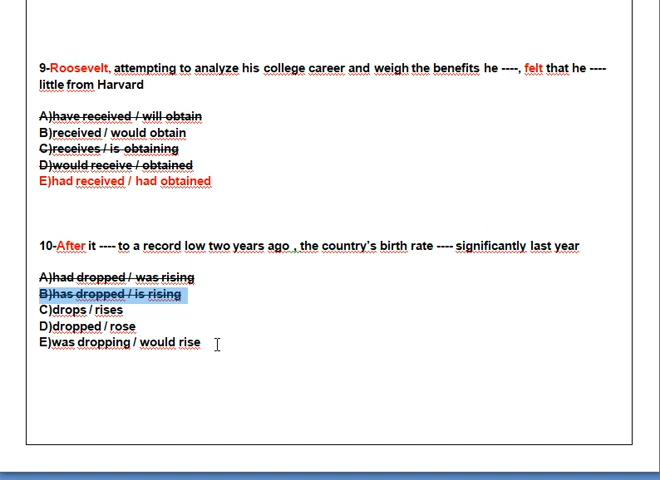 9-Roosevelt, attempting to analyze his college career and weigh the benefits he ----, felt that he ----
little from Harvard
A)have received / will obtain
B)received / would obtain
C)receives / is obtaining
D)would receive / obtained
E)had received / had obtained
10-After it ---- to a record low two years ago , the country's birth rate ---- significantly last year
A)had dropped / was rising
B)has dropped / is rising
C)drops / rises
D)dropped / rose
E)was dropping / would rise